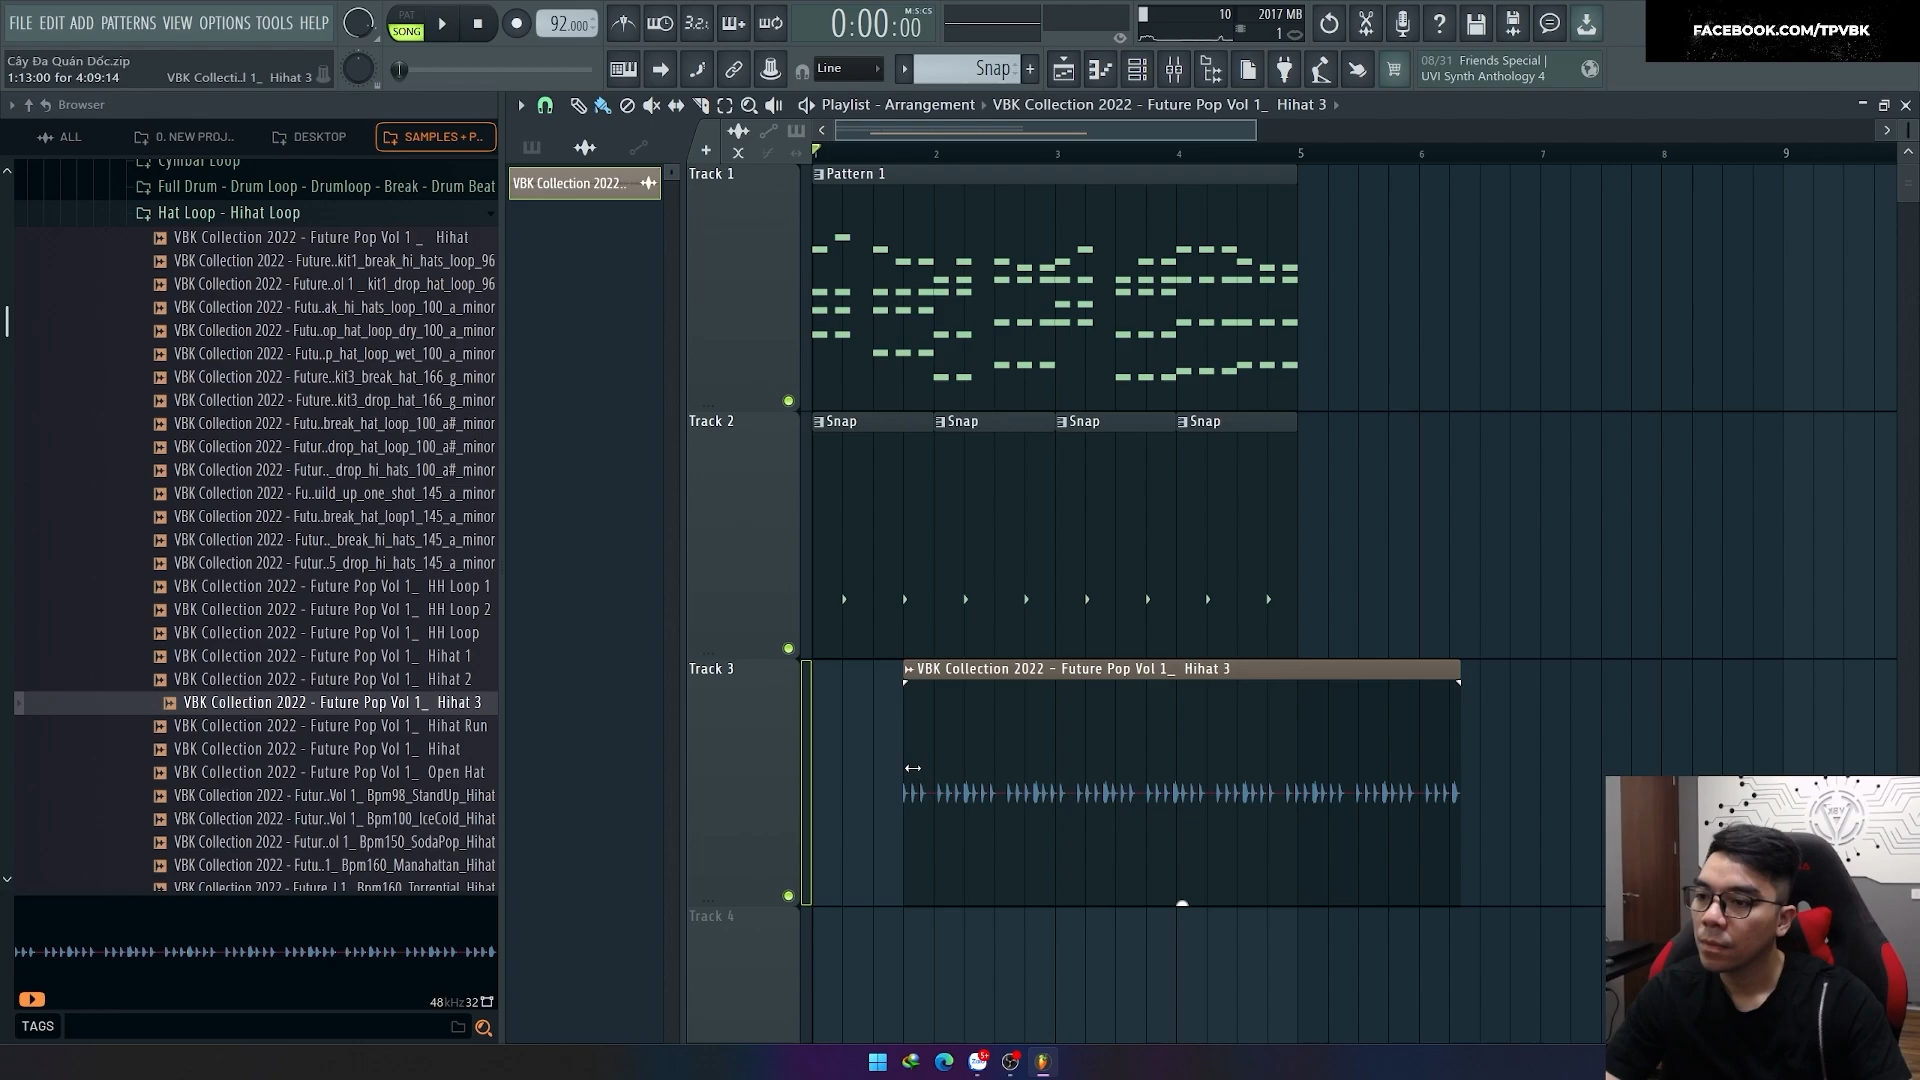 FILE EDIT ADD PATTERNS VIEW OPTIONS TOOLS HELP
PAT
SONG
92.000
3.2.
0:00:00
M:S:CS
10
2017 MB
1
FACEBOOK.COM/TPVBK
Cây Đa Quán Dốc.zip
1:13:00 for 4:09:14
VBK Collecti..l 1_ Hihat 3
Line
Snap
08/31 Friends Special |
UVI Synth Anthology 4
Browser
ALL
0. NEW PROJ..
DESKTOP
SAMPLES + P..
Playlist - Arrangement
VBK Collection 2022 - Future Pop Vol 1_ Hihat 3
Cymbal Loop
Full Drum - Drum Loop - Drumloop - Break - Drum Beat
Hat Loop - Hihat Loop
VBK Collection 2022 - Future Pop Vol 1 _ Hihat
VBK Collection 2022 - Future..kit1_break_hi_hats_loop_96
VBK Collection 2022 - Future..ol 1 _ kit1_drop_hat_loop_96
VBK Collection 2022 - Futu..ak_hi_hats_loop_100_a_minor
VBK Collection 2022 - Futu..op_hat_loop_dry_100_a_minor
VBK Collection 2022 - Futu..p_hat_loop_wet_100_a_minor
VBK Collection 2022 - Future..kit3_break_hat_166_g_minor
VBK Collection 2022 - Future..kit3_drop_hat_166_g_minor
VBK Collection 2022 - Futu..break_hat_loop_100_a#_minor
VBK Collection 2022 - Futur..drop_hat_loop_100_a#_minor
VBK Collection 2022 - Futur.._drop_hi_hats_100_a#_minor
VBK Collection 2022 - Fu..uild_up_one_shot_145_a_minor
VBK Collection 2022 - Futu..break_hat_loop1_145_a_minor
VBK Collection 2022 - Futur.._break_hi_hats_145_a_minor
VBK Collection 2022 - Futur..5_drop_hi_hats_145_a_minor
VBK Collection 2022 - Future Pop Vol 1_ HH Loop 1
VBK Collection 2022 - Future Pop Vol 1_ HH Loop 2
VBK Collection 2022 - Future Pop Vol 1_ HH Loop
VBK Collection 2022 - Future Pop Vol 1_ Hihat 1
VBK Collection 2022 - Future Pop Vol 1_ Hihat 2
VBK Collection 2022 - Future Pop Vol 1_ Hihat 3
VBK Collection 2022 - Future Pop Vol 1_ Hihat Run
VBK Collection 2022 - Future Pop Vol 1_ Hihat
VBK Collection 2022 - Future Pop Vol 1_ Open Hat
VBK Collection 2022 - Futur..Vol 1_ Bpm98_StandUp_Hihat
VBK Collection 2022 - Futur..Vol 1_ Bpm100_IceCold_Hihat
VBK Collection 2022 - Futur..ol 1_ Bpm150_SodaPop_Hihat
VBK Collection 2022 - Futu..1_ Bpm160_Manahattan_Hihat
VBK Collection 2022 - Future..l 1_ Bpm160_Torrential_Hihat
48kHz32
TAGS
VBK Collection 2022..
1 2 3 4 5 6 7 8 9
Track 1
Pattern 1
Track 2
Snap
Snap
Snap
Snap
Track 3
VBK Collection 2022 - Future Pop Vol 1_ Hihat 3
Track 4
5+